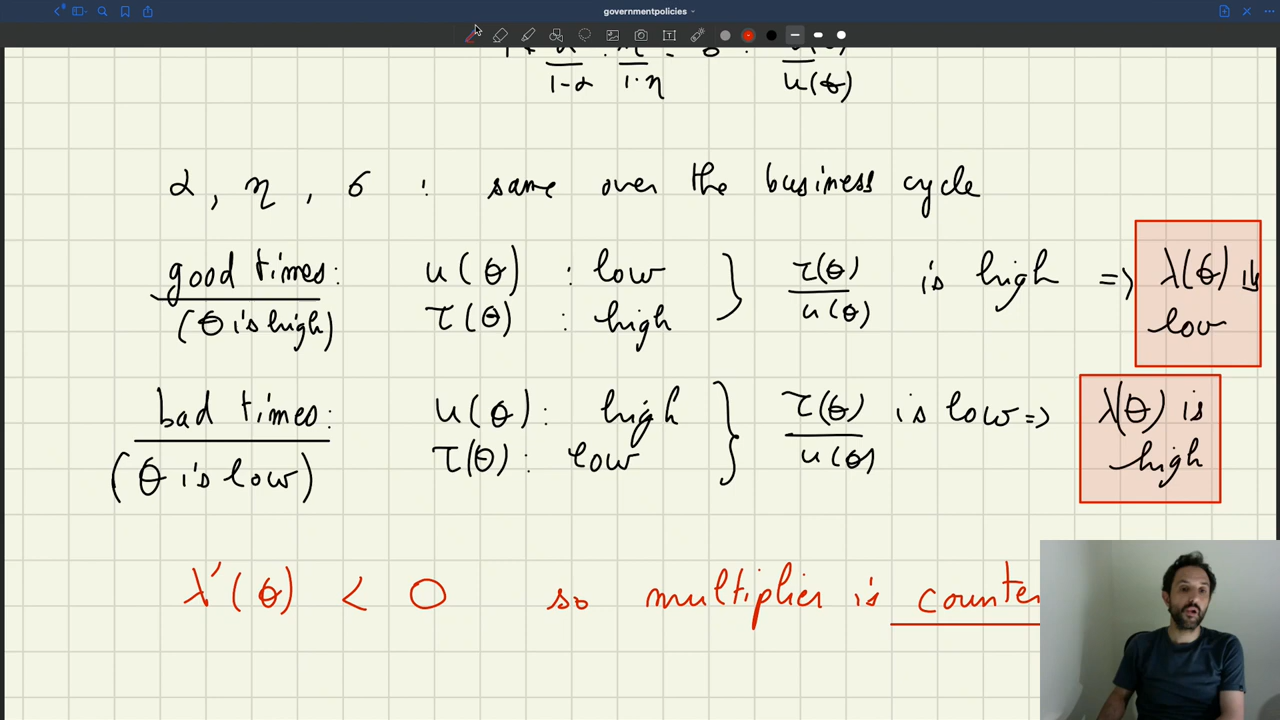 governmentpolicies
1-α 1-η u(θ)
α, η, σ : same over the business cycle
good times: u(θ) : low } τ(θ)/u(θ) is high => λ(θ) is low
(θ is high) τ(θ) : high
bad times: u(θ) : high } τ(θ)/u(θ) is low => λ(θ) is high
(θ is low) τ(θ) : low
λ'(θ) < 0 so multiplier is counter